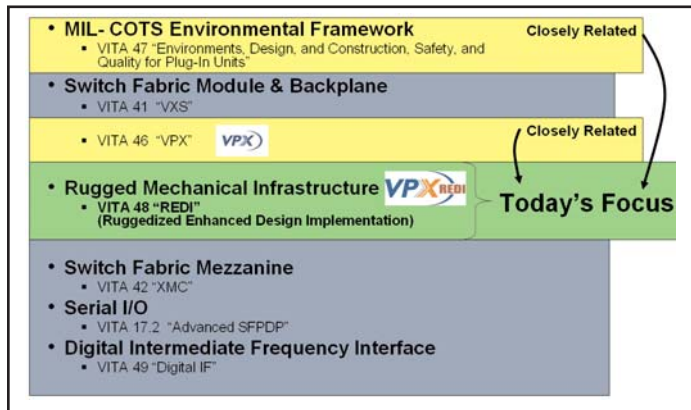 • MIL- COTS Environmental Framework
Closely Related
▪ VITA 47 “Environments, Design, and Construction, Safety, and
Quality for Plug-In Units”
• Switch Fabric Module & Backplane
▪ VITA 41 “VXS”
▪ VITA 46 “VPX”
VPX
Closely Related
• Rugged Mechanical Infrastructure
VPX REDI
▪ VITA 48 “REDI”
(Ruggedized Enhanced Design Implementation)
Today’s Focus
• Switch Fabric Mezzanine
▪ VITA 42 “XMC”
• Serial I/O
▪ VITA 17.2 “Advanced SFPDP”
• Digital Intermediate Frequency Interface
▪ VITA 49 “Digital IF”